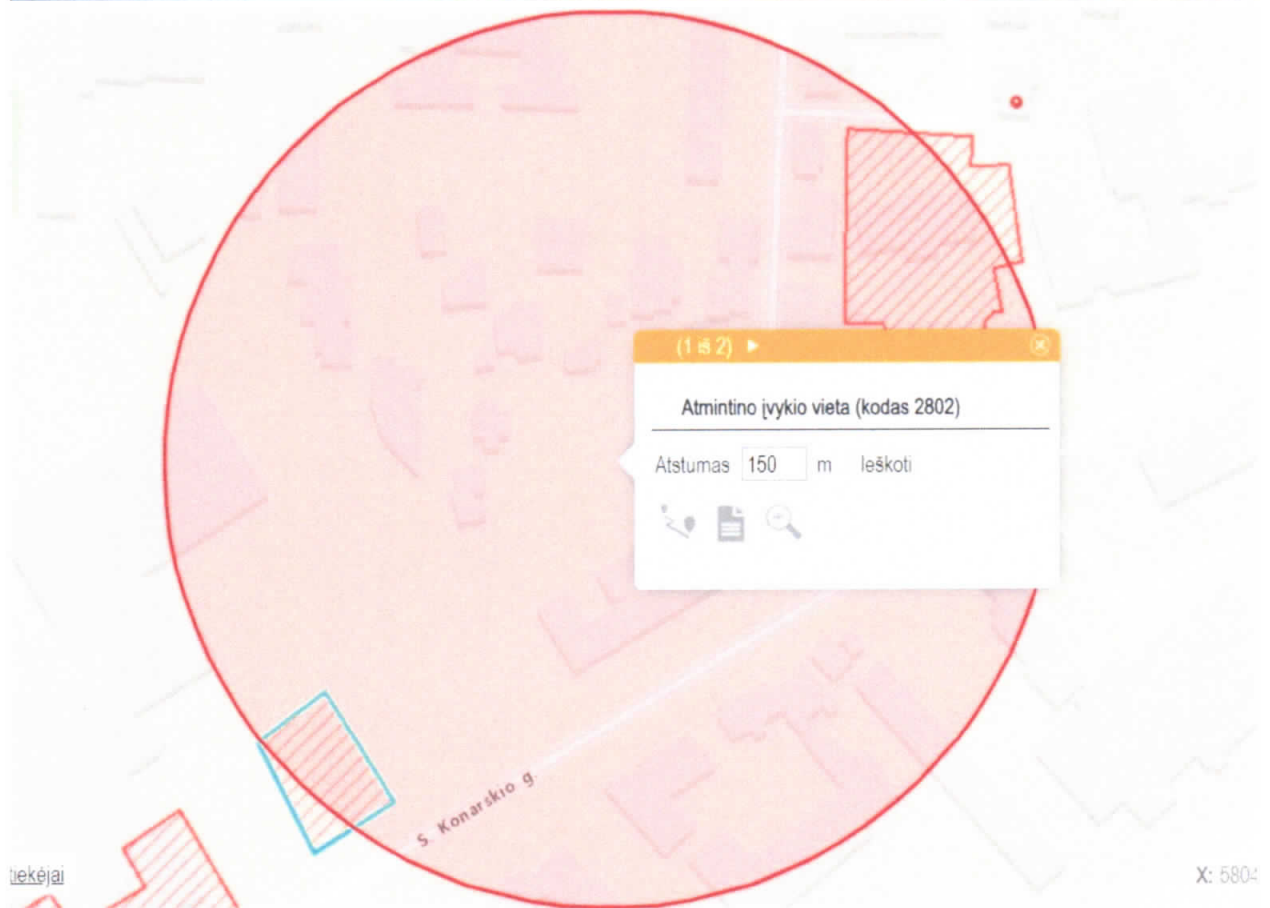 (1 iš 2)
Atmintino įvykio vieta (kodas 2802)
Atstumas 150 m Ieškoti
S. Konarskio g.
tiekėjai
X: 5804